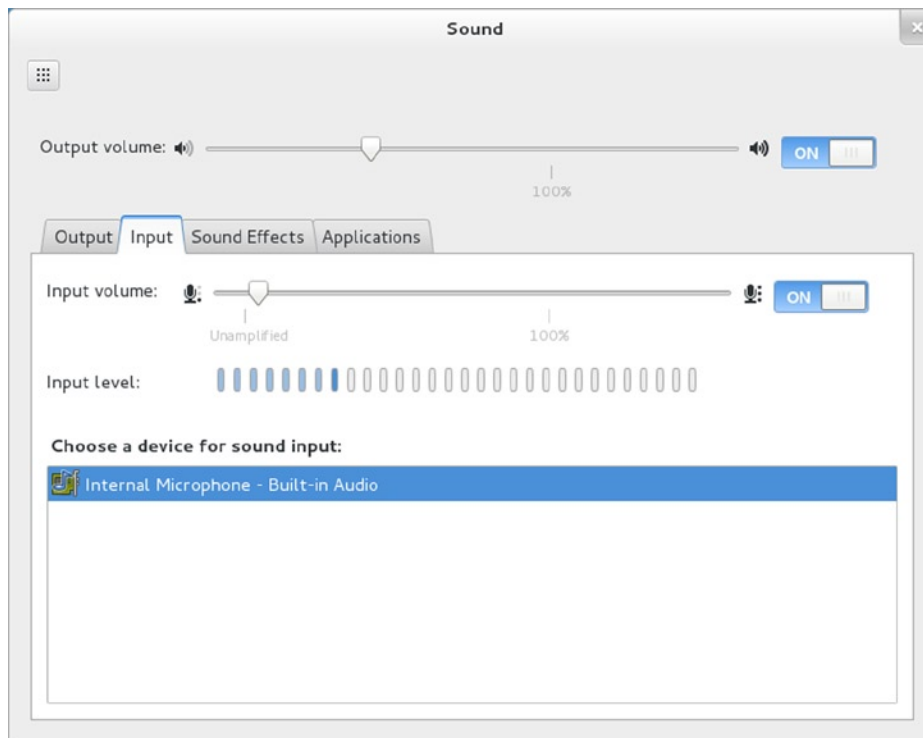 Sound
Output volume: ON
100%
Output Input Sound Effects Applications
Input volume: ON
Unamplified 100%
Input level:
Choose a device for sound input:
Internal Microphone - Built-in Audio